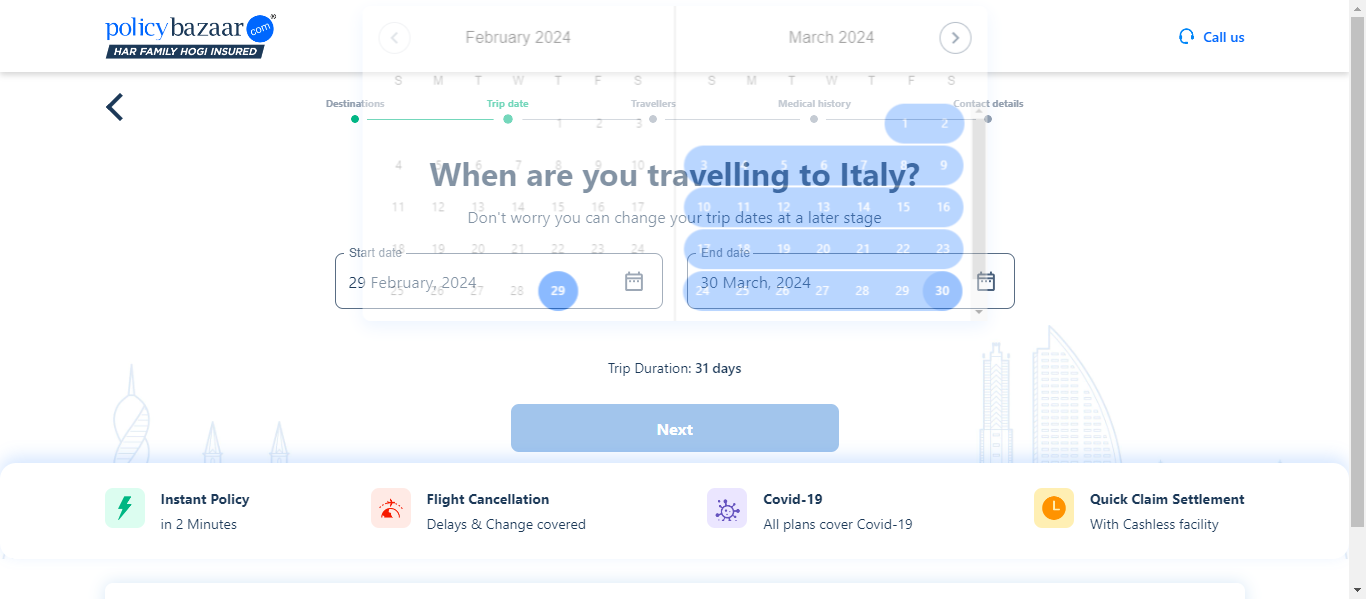 policybazaar.com®
HAR FAMILY HOGI INSURED
Call us
February 2024
March 2024
S M T W T F S
S M T W T F S
Destinations
Trip date
Travellers
Medical history
Contact details
1 2 3
1 2
4 5 6 7 8 9 10
3 4 5 6 7 8 9
When are you travelling to Italy?
11 12 13 14 15 16 17
10 11 12 13 14 15 16
Don't worry you can change your trip dates at a later stage
18 19 20 21 22 23 24
17 18 19 20 21 22 23
Start date
End date
29 February, 2024
30 March, 2024
25 26 27 28 29
24 25 26 27 28 29 30
Trip Duration: 31 days
Next
Instant Policy
in 2 Minutes
Flight Cancellation
Delays & Change covered
Covid-19
All plans cover Covid-19
Quick Claim Settlement
With Cashless facility